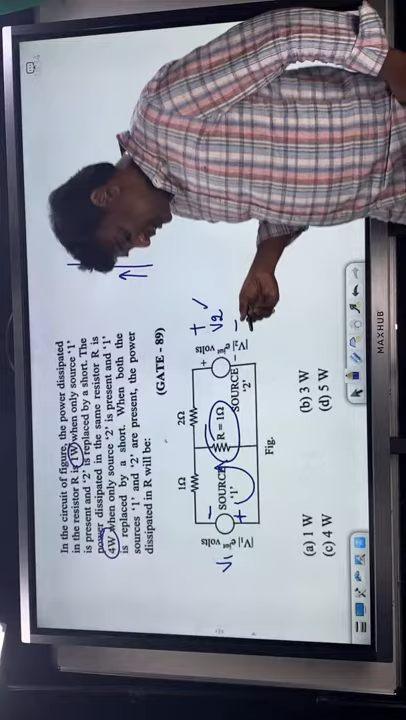 In the circuit of figure, the power dissipated
in the resistor R is 1W when only source '1'
is present and '2' is replaced by a short. The
power dissipated in the same resistor R is
4W when only source '2' is present and '1'
is replaced by a short. When both the
sources '1' and '2' are present, the power
dissipated in R will be:
(GATE - 89)
1Ω 2Ω
+
V2
SOURCE
'1'
R = 1Ω
SOURCE
'2'
|V1| e^jωt volts
|V2| e^jωt volts
V1
+ −
Fig.
(a) 1 W (b) 3 W
(c) 4 W (d) 5 W
MAXHUB